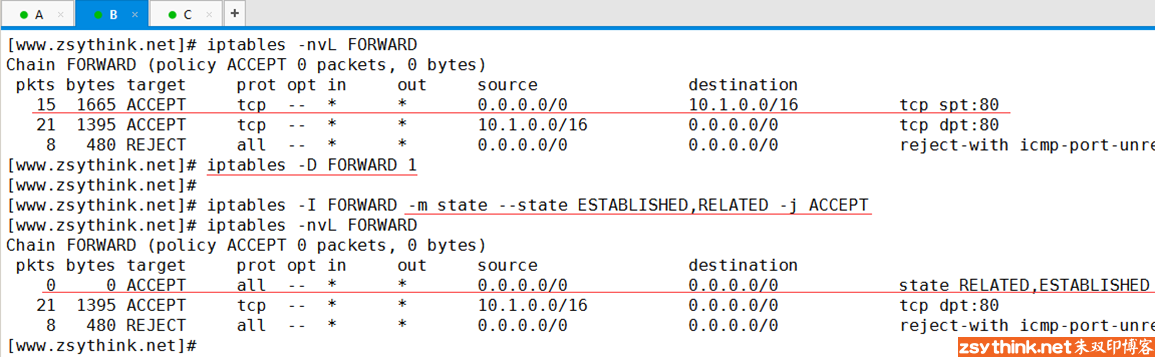 A × B × C × +
[www.zsythink.net]# iptables -nvL FORWARD
Chain FORWARD (policy ACCEPT 0 packets, 0 bytes)
pkts bytes target prot opt in out source destination
15 1665 ACCEPT tcp -- * * 0.0.0.0/0 10.1.0.0/16 tcp spt:80
21 1395 ACCEPT tcp -- * * 10.1.0.0/16 0.0.0.0/0 tcp dpt:80
8 480 REJECT all -- * * 0.0.0.0/0 0.0.0.0/0 reject-with icmp-port-unre
[www.zsythink.net]# iptables -D FORWARD 1
[www.zsythink.net]#
[www.zsythink.net]# iptables -I FORWARD -m state --state ESTABLISHED,RELATED -j ACCEPT
[www.zsythink.net]# iptables -nvL FORWARD
Chain FORWARD (policy ACCEPT 0 packets, 0 bytes)
pkts bytes target prot opt in out source destination
0 0 ACCEPT all -- * * 0.0.0.0/0 0.0.0.0/0 state RELATED,ESTABLISHED
21 1395 ACCEPT tcp -- * * 10.1.0.0/16 0.0.0.0/0 tcp dpt:80
8 480 REJECT all -- * * 0.0.0.0/0 0.0.0.0/0 reject-with icmp-port-unre
[www.zsythink.net]#
zsythink.net朱双印博客